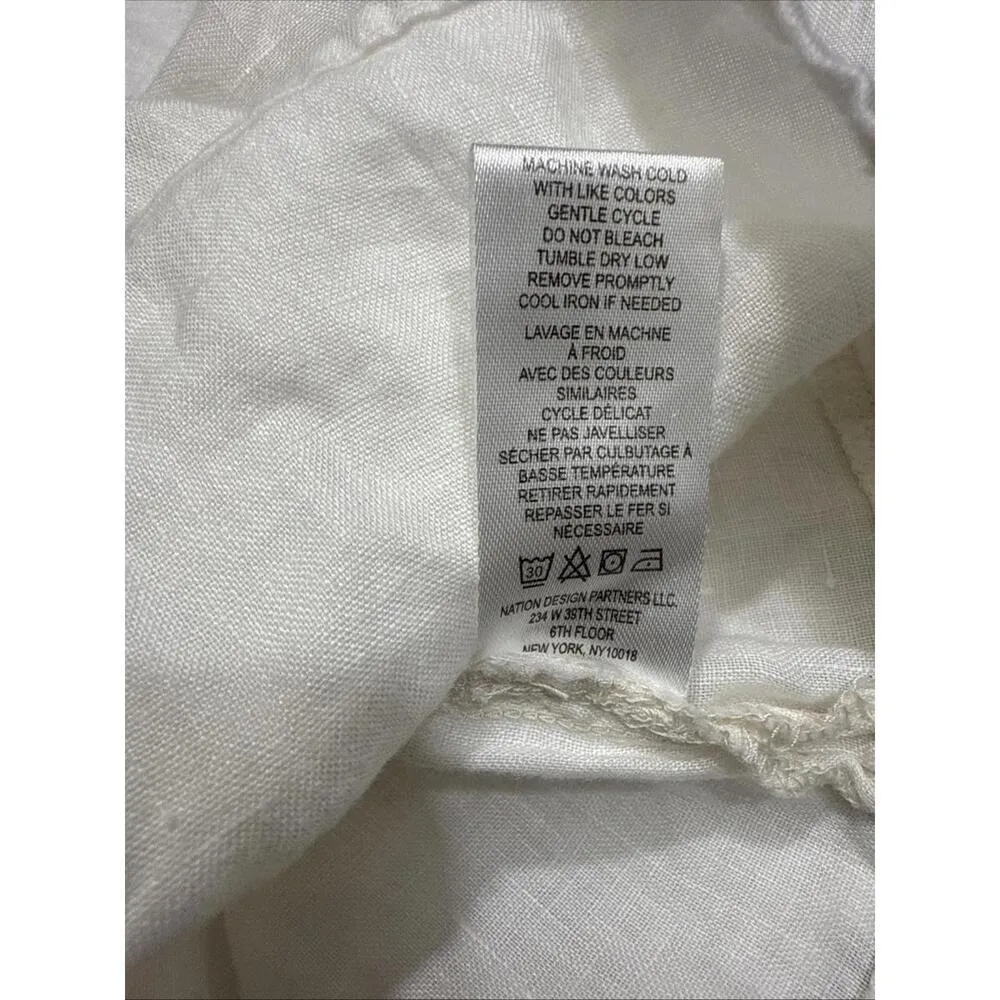 MACHINE WASH COLD
WITH LIKE COLORS
GENTLE CYCLE
DO NOT BLEACH
TUMBLE DRY LOW
REMOVE PROMPTLY
COOL IRON IF NEEDED
LAVAGE EN MACHNE
À FROID
AVEC DES COULEURS
SIMILAIRES
CYCLE DÉLICAT
NE PAS JAVELLISER
SÉCHER PAR CULBUTAGE À
BASSE TEMPÉRATURE
RETIRER RAPIDEMENT
REPASSER LE FER SI
NÉCESSAIRE
30
NATION DESIGN PARTNERS LLC.
234 W 39TH STREET
6TH FLOOR
NEW YORK, NY10018